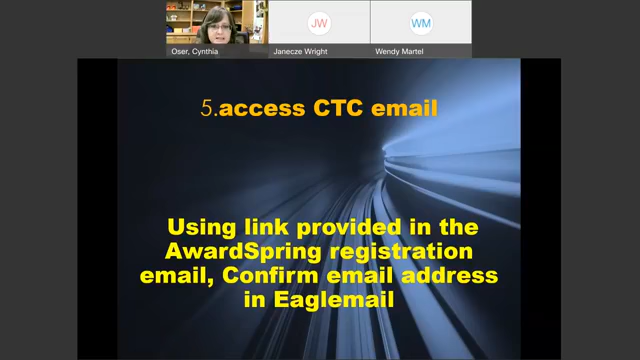 JW
WM
Oser, Cynthia
Janecze Wright
Wendy Martel
5.access CTC email
Using link provided in the
AwardSpring registration
email, Confirm email address
in Eaglemail